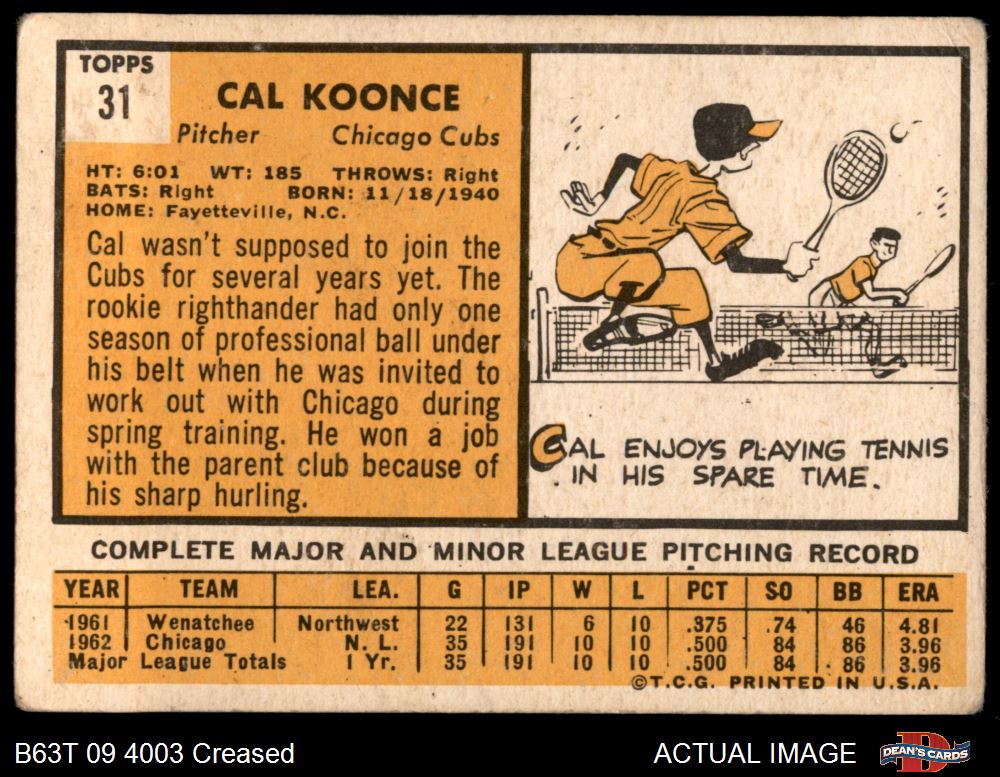 TOPPS
31
CAL KOONCE
Pitcher Chicago Cubs
HT: 6:01 WT: 185 THROWS: Right
BATS: Right BORN: 11/18/1940
HOME: Fayetteville, N.C.
Cal wasn't supposed to join the
Cubs for several years yet. The
rookie righthander had only one
season of professional ball under
his belt when he was invited to
work out with Chicago during
spring training. He won a job
with the parent club because of
his sharp hurling.
CAL ENJOYS PLAYING TENNIS
IN HIS SPARE TIME.
COMPLETE MAJOR AND MINOR LEAGUE PITCHING RECORD
YEAR TEAM LEA. G IP W L PCT SO BB ERA
1961 Wenatchee Northwest 22 131 6 10 .375 74 46 4.81
1962 Chicago N. L. 35 191 10 10 .500 84 86 3.96
Major League Totals 1 Yr. 35 191 10 10 .500 84 86 3.96
©T.C.G. PRINTED IN U.S.A.
B63T 09 4003 Creased ACTUAL IMAGE
DEAN'S CARDS